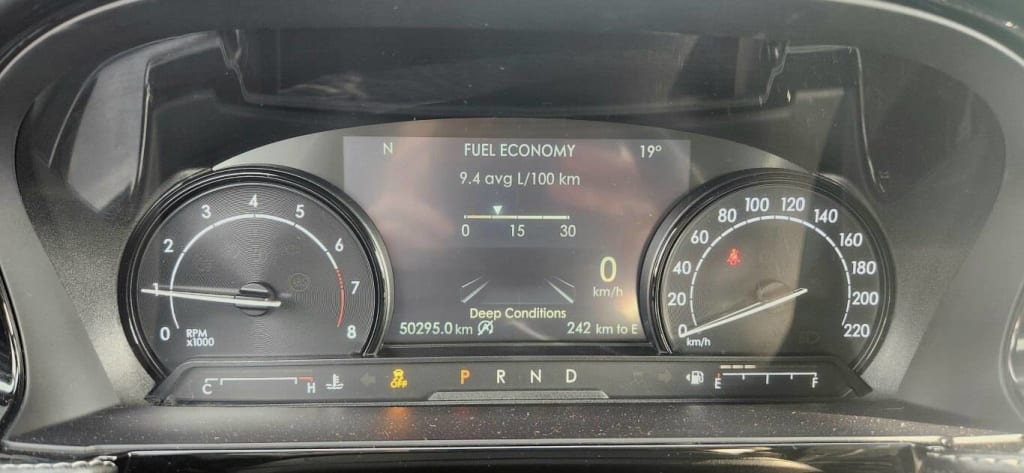 N FUEL ECONOMY 19°
9.4 avg L/100 km
0 15 30
0
km/h
Deep Conditions
50295.0 km 242 km to E
0 1 2 3 4 5 6 7 8
RPM
x1000
0 20 40 60 80 100 120 140 160 180 200 220
km/h
C H
OFF
P R N D
E F